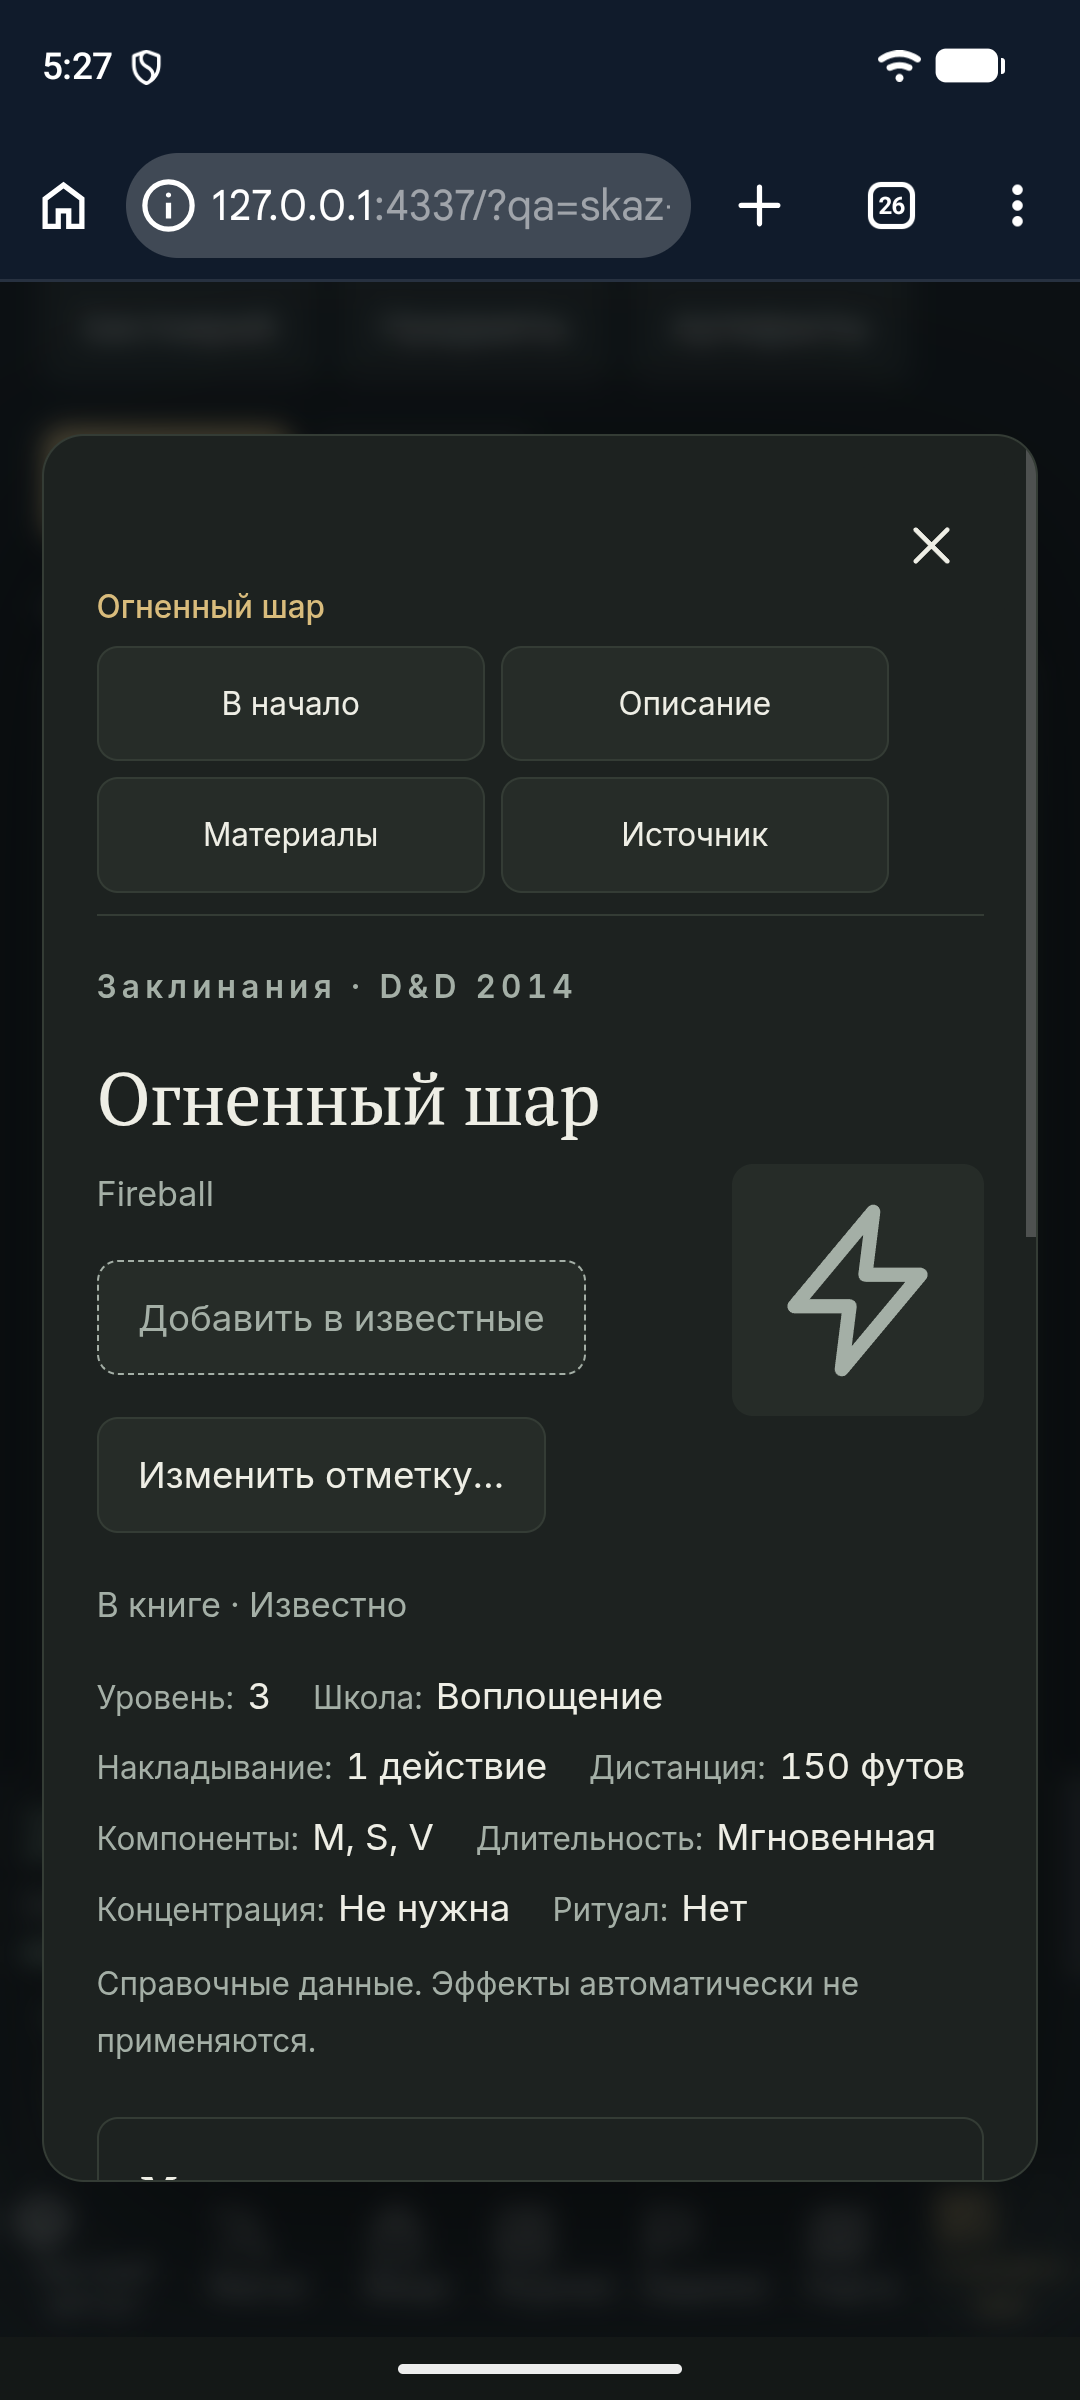 5:27
127.0.0.1:4337/?qa=skaz
26
Огненный шар
В начало
Описание
Материалы
Источник
Заклинания · D&D 2014
Огненный шар
Fireball
Добавить в известные
Изменить отметку...
В книге · Известно
Уровень: 3 Школа: Воплощение
Накладывание: 1 действие Дистанция: 150 футов
Компоненты: M, S, V Длительность: Мгновенная
Концентрация: Не нужна Ритуал: Нет
Справочные данные. Эффекты автоматически не
применяются.